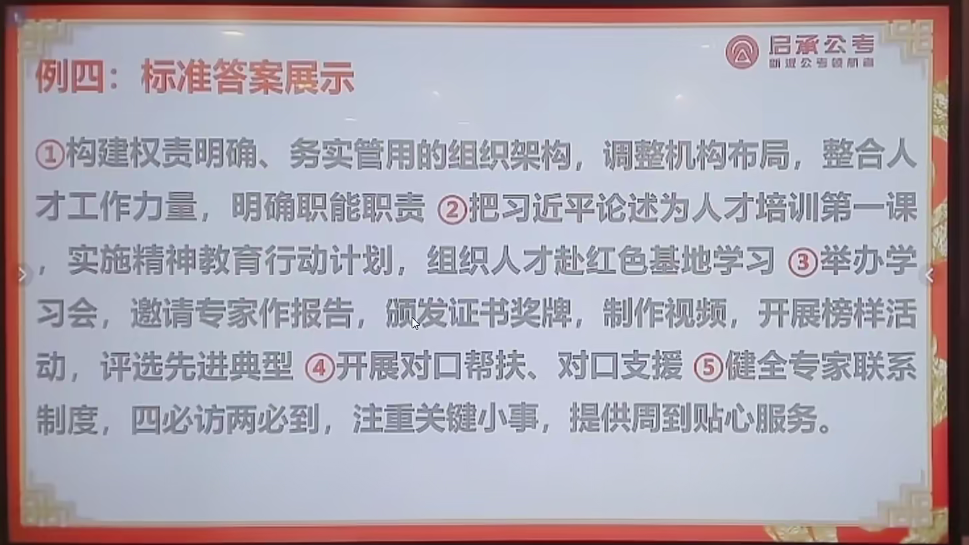 启承公考
例四：标准答案展示
①构建权责明确、务实管用的组织架构，调整机构布局，整合人
才工作力量，明确职能职责 ②把习近平论述为人才培训第一课
，实施精神教育行动计划，组织人才赴红色基地学习 ③举办学
习会，邀请专家作报告，颁发证书奖牌，制作视频，开展榜样活
动，评选先进典型 ④开展对口帮扶、对口支援 ⑤健全专家联系
制度，四必访两必到，注重关键小事，提供周到贴心服务。